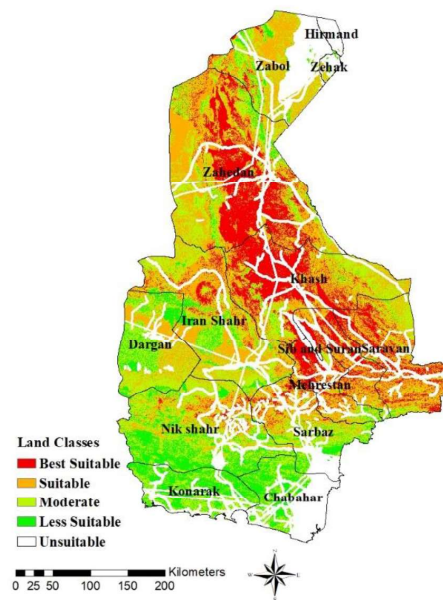 Hirmand
Zabol
Zehak
Zahedan
Khash
Iran Shahr
Dargan
Sib and Suran Saravan
Mehrestan
Nik shahr
Sarbaz
Konarak
Chabahar
Land Classes
Best Suitable
Suitable
Moderate
Less Suitable
Unsuitable
Kilometers
0 25 50 100 150 200
N
W E
S